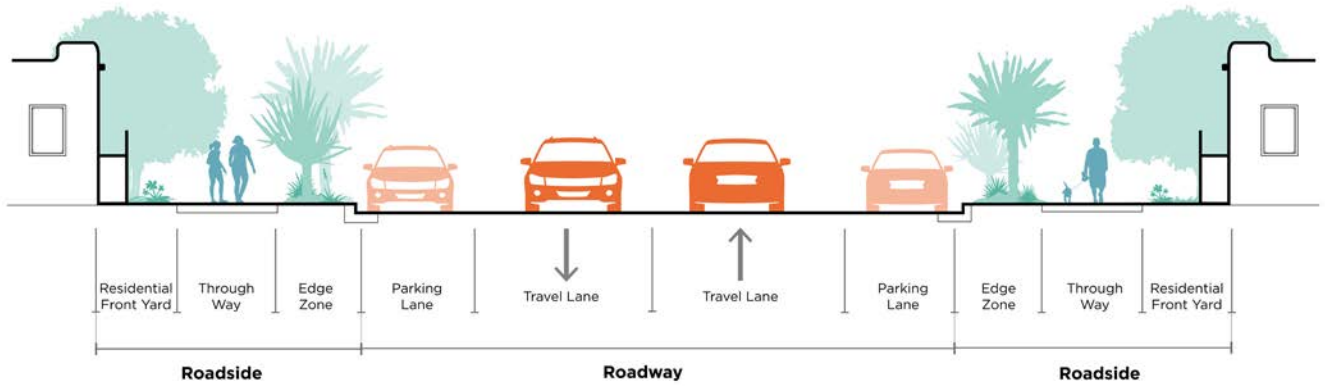 Residential
Front Yard
Through
Way
Edge
Zone
Parking
Lane
Travel Lane
Travel Lane
Parking
Lane
Edge
Zone
Through
Way
Residential
Front Yard
Roadside
Roadway
Roadside